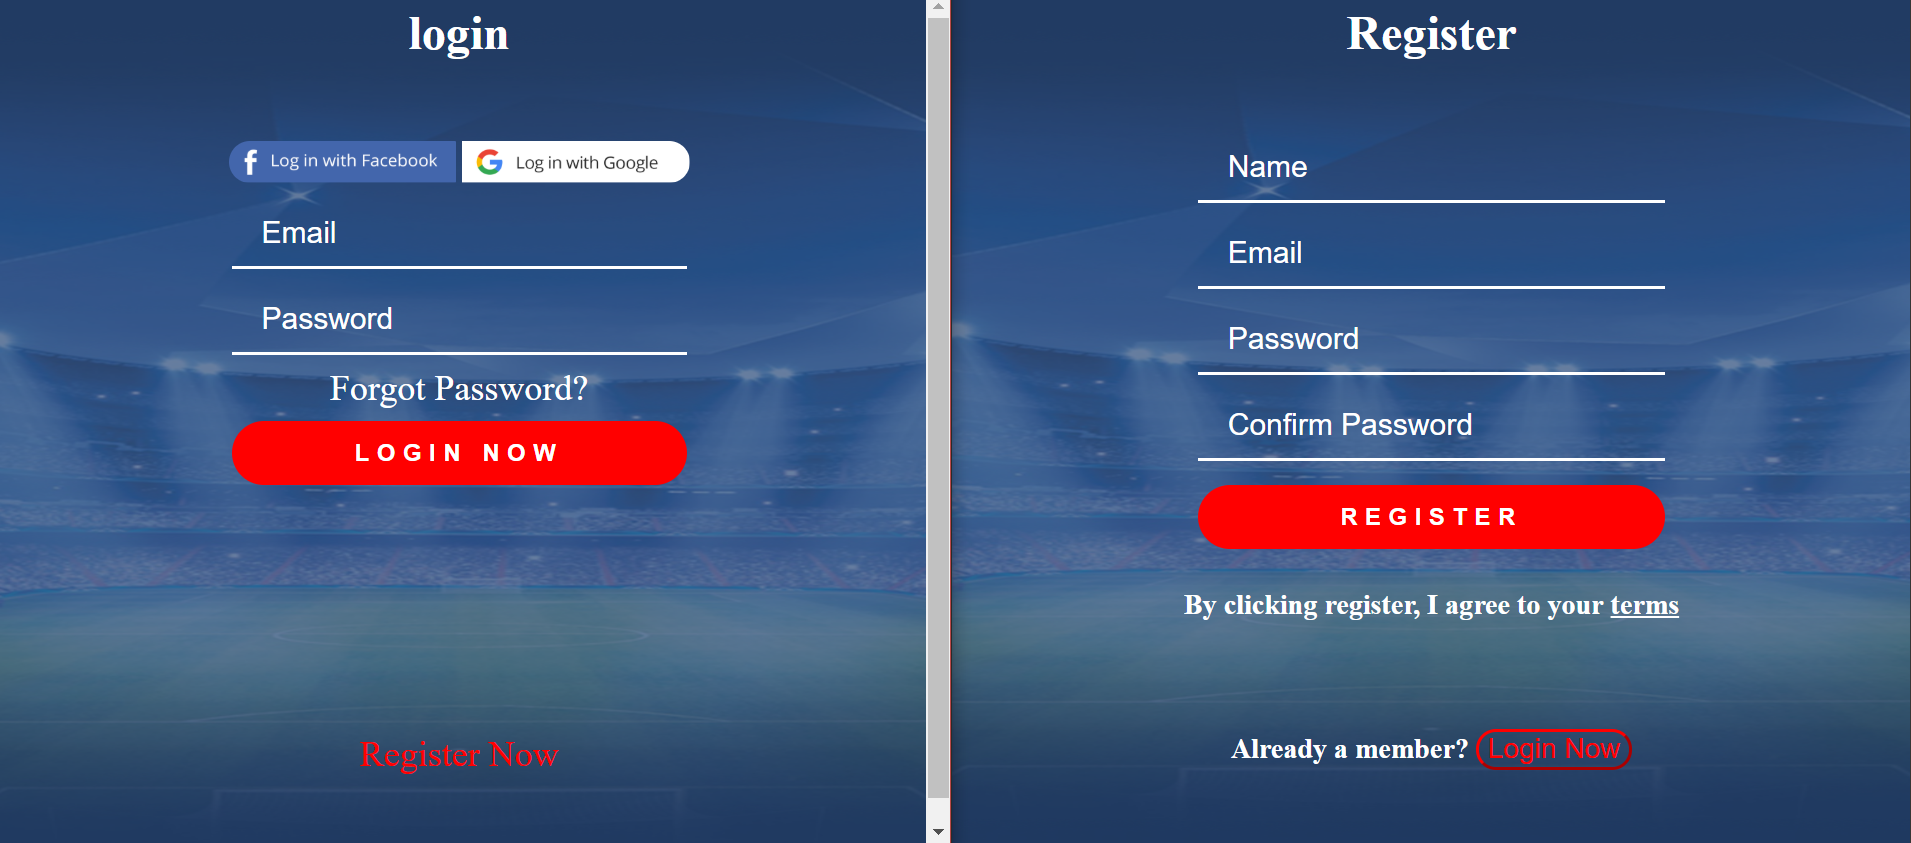 login
Log in with Facebook
Log in with Google
Email
Password
Forgot Password?
LOGIN NOW
Register Now
Register
Name
Email
Password
Confirm Password
REGISTER
By clicking register, I agree to your terms
Already a member? Login Now